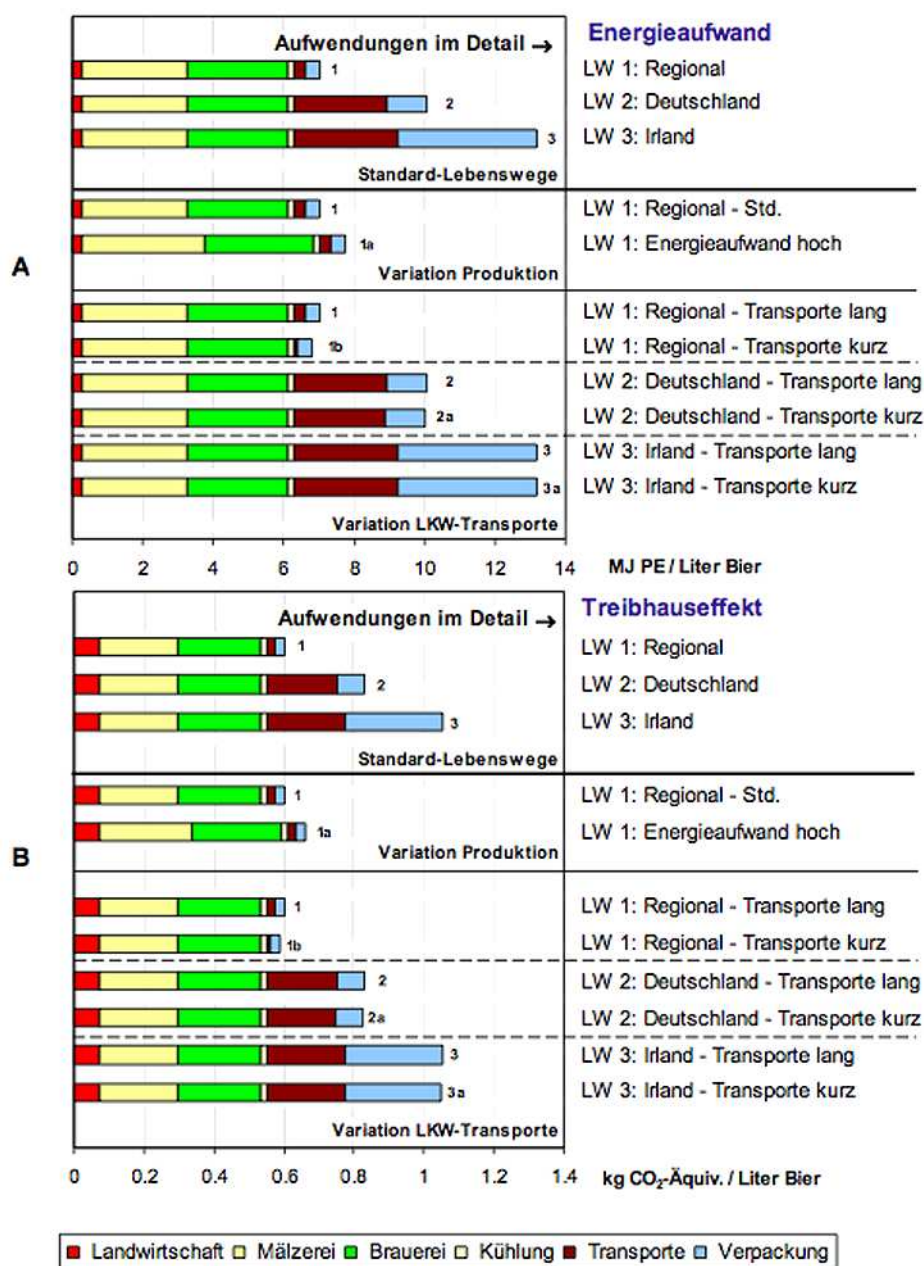 Aufwendungen im Detail →
Energieaufwand
1
LW 1: Regional
2
LW 2: Deutschland
3
LW 3: Irland
Standard-Lebenswege
1
LW 1: Regional - Std.
1a
LW 1: Energieaufwand hoch
A
Variation Produktion
1
LW 1: Regional - Transporte lang
1b
LW 1: Regional - Transporte kurz
2
LW 2: Deutschland - Transporte lang
2a
LW 2: Deutschland - Transporte kurz
3
LW 3: Irland - Transporte lang
3a
LW 3: Irland - Transporte kurz
Variation LKW-Transporte
0 2 4 6 8 10 12 14 MJ PE / Liter Bier
Aufwendungen im Detail →
Treibhauseffekt
1
LW 1: Regional
2
LW 2: Deutschland
3
LW 3: Irland
Standard-Lebenswege
1
LW 1: Regional - Std.
1a
LW 1: Energieaufwand hoch
B
Variation Produktion
1
LW 1: Regional - Transporte lang
1b
LW 1: Regional - Transporte kurz
2
LW 2: Deutschland - Transporte lang
2a
LW 2: Deutschland - Transporte kurz
3
LW 3: Irland - Transporte lang
3a
LW 3: Irland - Transporte kurz
Variation LKW-Transporte
0 0.2 0.4 0.6 0.8 1 1.2 1.4 kg CO₂-Äquiv. / Liter Bier
Landwirtschaft Mälzerei Brauerei Kühlung Transporte Verpackung